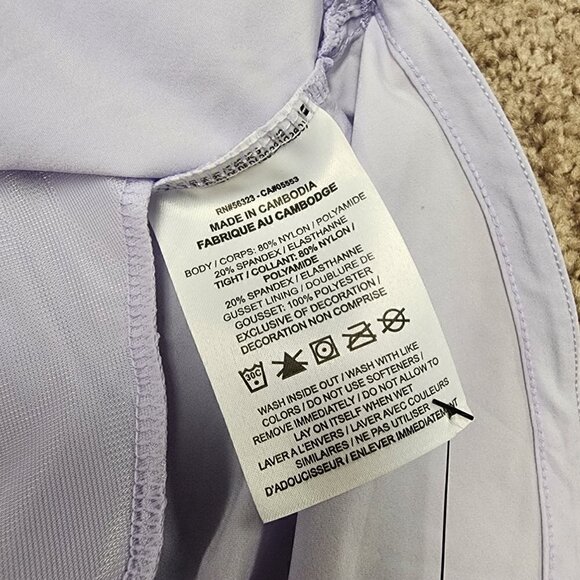 RN#56323 - CA#05553
MADE IN CAMBODIA
FABRIQUE AU CAMBODGE
BODY / CORPS: 80% NYLON / POLYAMIDE
20% SPANDEX / ELASTHANNE
TIGHT / COLLANT: 80% NYLON /
POLYAMIDE
20% SPANDEX / ELASTHANNE
GUSSET LINING / DOUBLURE DE
GOUSSET: 100% POLYESTER
EXCLUSIVE OF DECORATION /
DECORATION NON COMPRISE
30C
WASH INSIDE OUT / WASH WITH LIKE
COLORS / DO NOT USE SOFTENERS /
REMOVE IMMEDIATELY / DO NOT ALLOW TO
LAY ON ITSELF WHEN WET
LAVER A L'ENVERS / LAVER AVEC COULEURS
SIMILAIRES / NE PAS UTILISER
D'ADOUCISSEUR / ENLEVER IMMEDIATEMENT